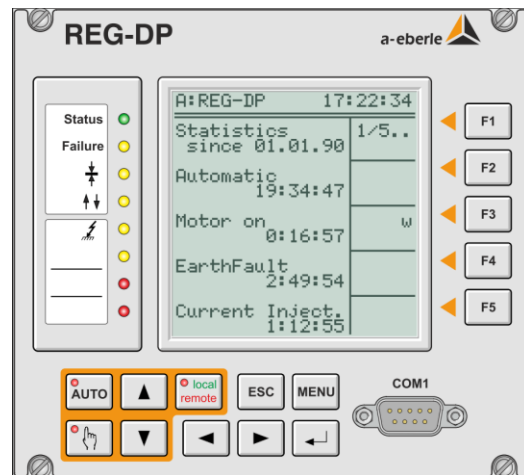 REG-DP
a-eberle
Status
Failure
A:REG-DP 17:22:34
Statistics 1/5..
since 01.01.90
Automatic
19:34:47
Motor on w
0:16:57
EarthFault
2:49:54
Current Inject.
1:12:55
F1
F2
F3
F4
F5
AUTO
local
remote
ESC
MENU
COM1